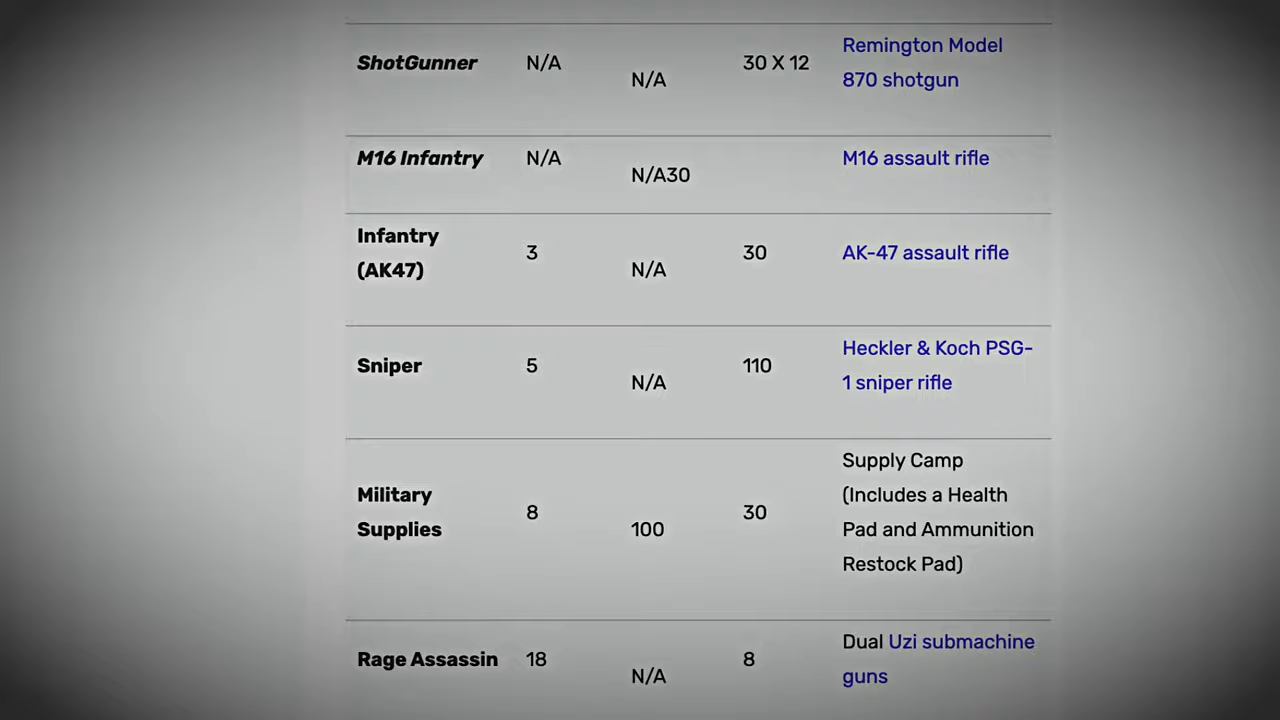 ShotGunner N/A N/A 30 X 12 Remington Model
870 shotgun
M16 Infantry N/A N/A30 M16 assault rifle
Infantry
(AK47) 3 N/A 30 AK-47 assault rifle
Sniper 5 N/A 110 Heckler & Koch PSG-
1 sniper rifle
Military
Supplies 8 100 30 Supply Camp
(Includes a Health
Pad and Ammunition
Restock Pad)
Rage Assassin 18 N/A 8 Dual Uzi submachine
guns